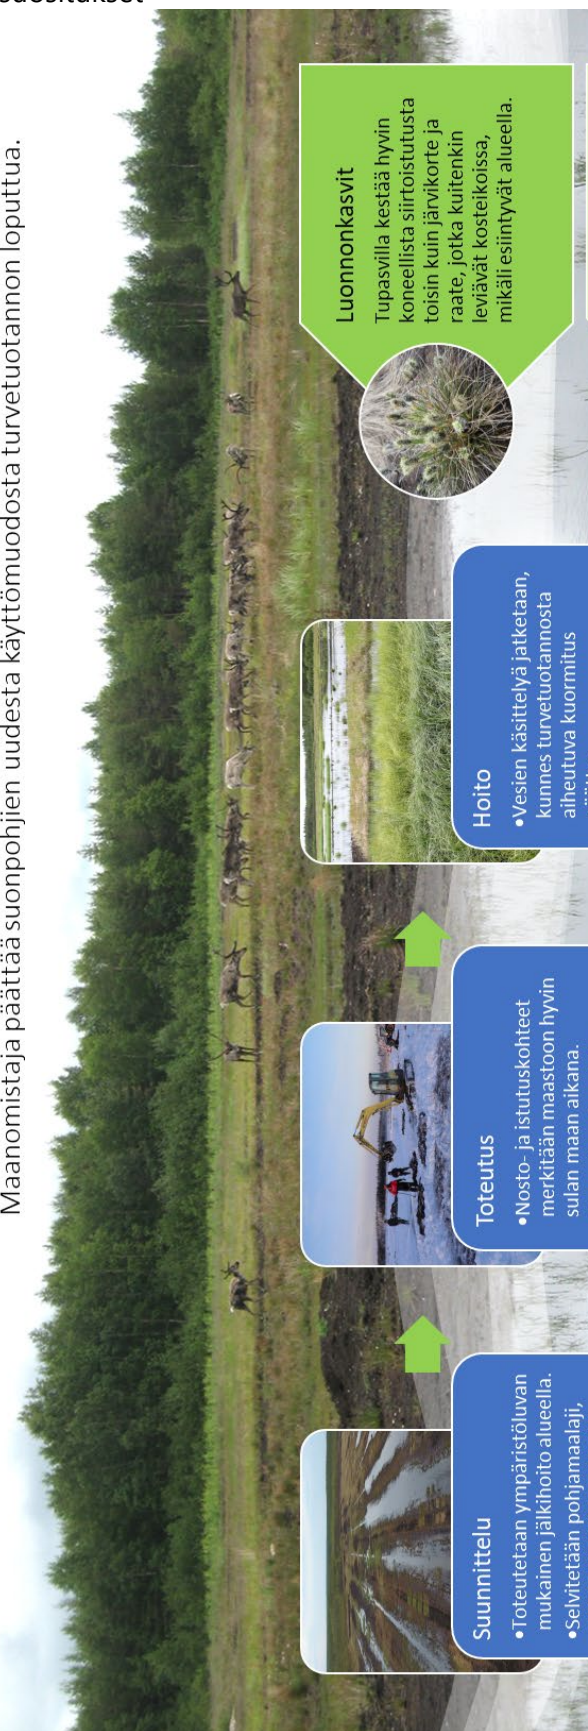 suositukset
Maanomistaja päättää suonpohjien uudesta käyttömuodosta turvetuotannon loputtua.
Suunnittelu
•Toteutetaan ympäristöluvan
mukainen jälkihoito alueella.
•Selvitetään pohjamaalaji,
Toteutus
•Nosto- ja istutuskohteet
merkitään maastoon hyvin
sulan maan aikana.
Hoito
•Vesien käsittelyä jatketaan,
kunnes turvetuotannosta
aiheutuva kuormitus
Luonnonkasvit
Tupasvilla kestää hyvin
koneellista siirtoistutusta
toisin kuin järvikorte ja
raate, jotka kuitenkin
leviävät kosteikoissa,
mikäli esiintyvät alueella.